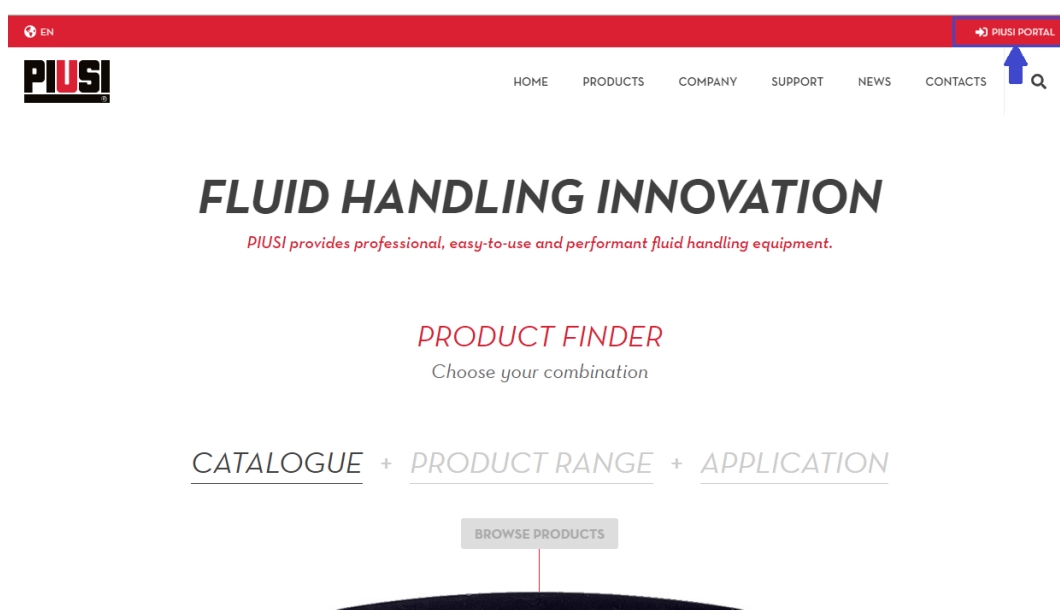 EN
PIUSI PORTAL
PIUSI
HOME PRODUCTS COMPANY SUPPORT NEWS CONTACTS
FLUID HANDLING INNOVATION
PIUSI provides professional, easy-to-use and performant fluid handling equipment.
PRODUCT FINDER
Choose your combination
CATALOGUE + PRODUCT RANGE + APPLICATION
BROWSE PRODUCTS